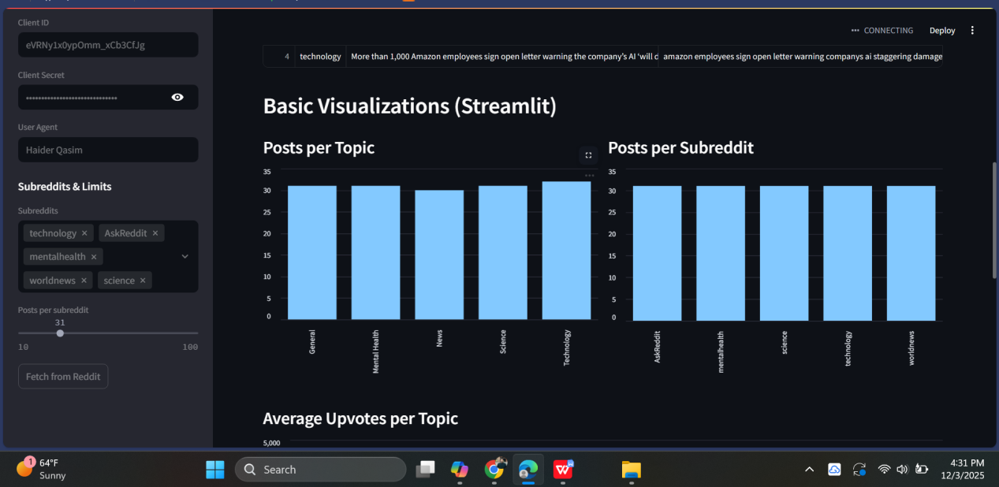 Client ID
eVRNy1x0ypOmm_xCb3CfJg
Client Secret
User Agent
Haider Qasim
Subreddits & Limits
Subreddits
technology ×
AskReddit ×
mentalhealth ×
worldnews ×
science ×
Posts per subreddit
31
10
100
Fetch from Reddit
CONNECTING
Deploy
4 technology More than 1,000 Amazon employees sign open letter warning the company's AI 'will d amazon employees sign open letter warning companys ai staggering damage
Basic Visualizations (Streamlit)
Posts per Topic
35
30
25
20
15
10
5
0
General
Mental Health
News
Science
Technology
Posts per Subreddit
35
30
25
20
15
10
5
0
AskReddit
mentalhealth
science
technology
worldnews
Average Upvotes per Topic
5,000
1
64°F
Sunny
Search
W
4:31 PM
12/3/2025